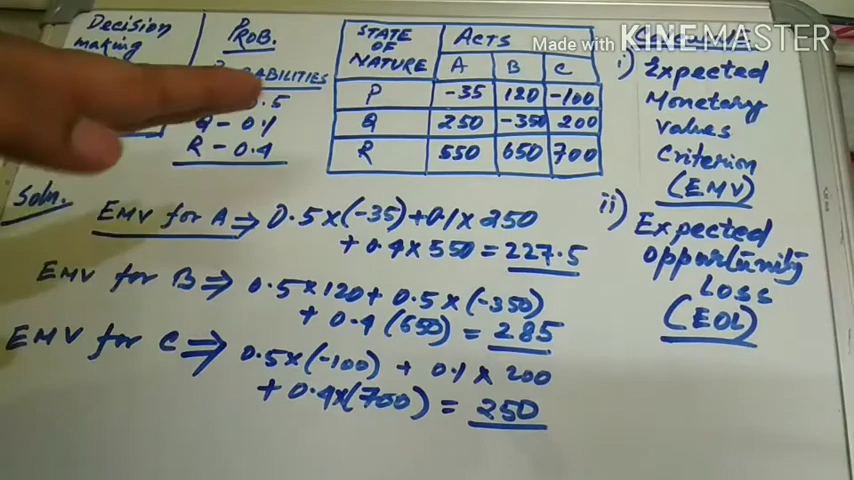 Decision
making
PROB.
ABILITIES
.5
Q - 0.1
R - 0.4
STATE
OF
NATURE
ACTS
A B C
P -35 120 -100
Q 250 -350 200
R 550 650 700
Made with KINEMASTER
i) Expected
Monetary
Values
Criterion
(EMV)
ii) Expected
opportunity
Loss
(EOL)
Soln.
EMV for A ⇒ 0.5×(-35)+0.1×250
+ 0.4×550 = 227.5
EMV for B ⇒ 0.5×120+ 0.5×(-350)
+ 0.4(650) = 285
EMV for C ⇒ 0.5×(-100) + 0.1×200
+ 0.4×(700) = 250